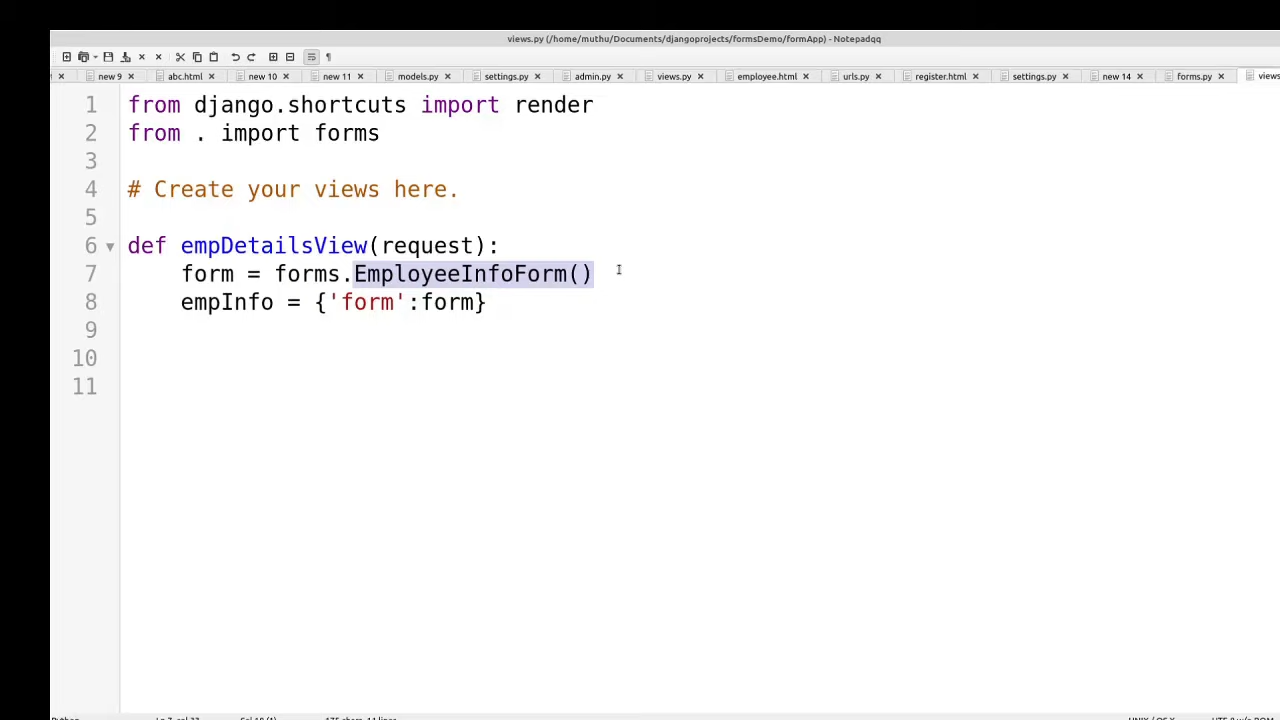 views.py (/home/muthu/Documents/djangoprojects/formsDemo/formApp) - Notepadqq
new 9 abc.html new 10 new 11 models.py settings.py admin.py views.py employee.html urls.py register.html settings.py new 14 forms.py views
1 from django.shortcuts import render
2 from . import forms
3
4 # Create your views here.
5
6 def empDetailsView(request):
7 form = forms.EmployeeInfoForm()
8 empInfo = {'form':form}
9
10
11